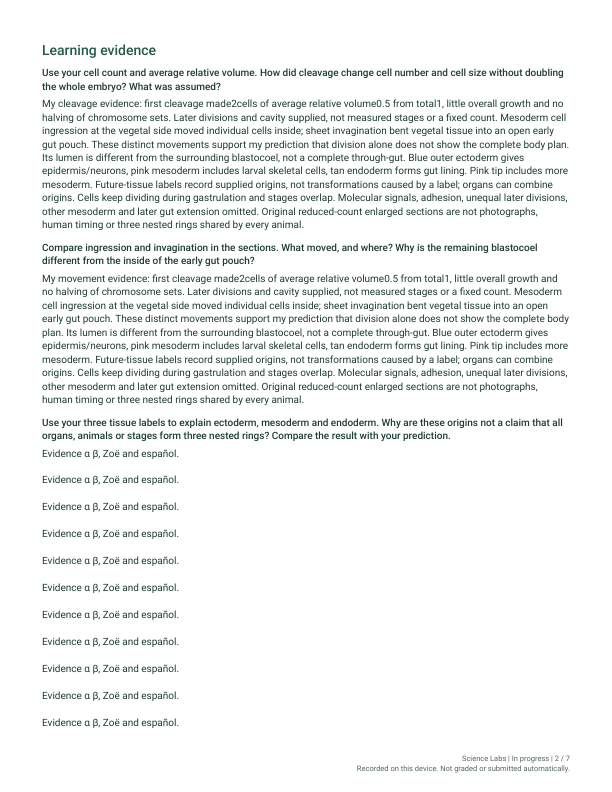 Learning evidence
Use your cell count and average relative volume. How did cleavage change cell number and cell size without doubling
the whole embryo? What was assumed?
My cleavage evidence: first cleavage made2cells of average relative volume0.5 from total1, little overall growth and no
halving of chromosome sets. Later divisions and cavity supplied, not measured stages or a fixed count. Mesoderm cell
ingression at the vegetal side moved individual cells inside; sheet invagination bent vegetal tissue into an open early
gut pouch. These distinct movements support my prediction that division alone does not show the complete body plan.
Its lumen is different from the surrounding blastocoel, not a complete through-gut. Blue outer ectoderm gives
epidermis/neurons, pink mesoderm includes larval skeletal cells, tan endoderm forms gut lining. Pink tip includes more
mesoderm. Future-tissue labels record supplied origins, not transformations caused by a label; organs can combine
origins. Cells keep dividing during gastrulation and stages overlap. Molecular signals, adhesion, unequal later divisions,
other mesoderm and later gut extension omitted. Original reduced-count enlarged sections are not photographs,
human timing or three nested rings shared by every animal.
Compare ingression and invagination in the sections. What moved, and where? Why is the remaining blastocoel
different from the inside of the early gut pouch?
My movement evidence: first cleavage made2cells of average relative volume0.5 from total1, little overall growth and
no halving of chromosome sets. Later divisions and cavity supplied, not measured stages or a fixed count. Mesoderm
cell ingression at the vegetal side moved individual cells inside; sheet invagination bent vegetal tissue into an open
early gut pouch. These distinct movements support my prediction that division alone does not show the complete body
plan. Its lumen is different from the surrounding blastocoel, not a complete through-gut. Blue outer ectoderm gives
epidermis/neurons, pink mesoderm includes larval skeletal cells, tan endoderm forms gut lining. Pink tip includes more
mesoderm. Future-tissue labels record supplied origins, not transformations caused by a label; organs can combine
origins. Cells keep dividing during gastrulation and stages overlap. Molecular signals, adhesion, unequal later divisions,
other mesoderm and later gut extension omitted. Original reduced-count enlarged sections are not photographs,
human timing or three nested rings shared by every animal.
Use your three tissue labels to explain ectoderm, mesoderm and endoderm. Why are these origins not a claim that all
organs, animals or stages form three nested rings? Compare the result with your prediction.
Evidence α β, Zoë and español.
Evidence α β, Zoë and español.
Evidence α β, Zoë and español.
Evidence α β, Zoë and español.
Evidence α β, Zoë and español.
Evidence α β, Zoë and español.
Evidence α β, Zoë and español.
Evidence α β, Zoë and español.
Evidence α β, Zoë and español.
Evidence α β, Zoë and español.
Evidence α β, Zoë and español.
Science Labs | In progress | 2 / 7
Recorded on this device. Not graded or submitted automatically.